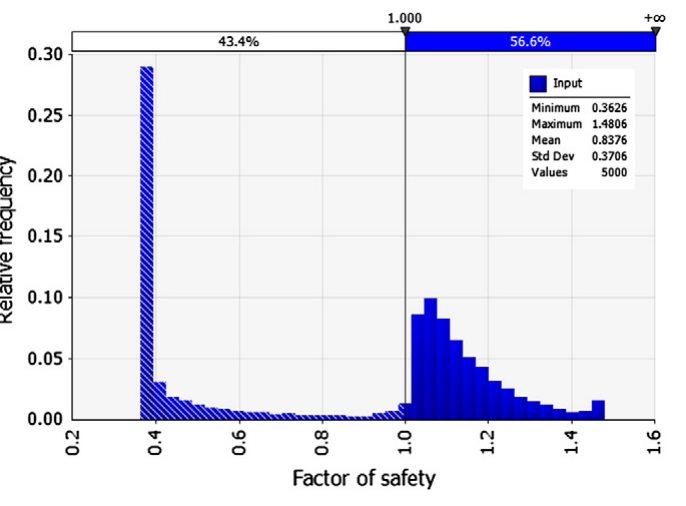 1.000
+∞
43.4%
56.6%
0.30
Input
Minimum 0.3626
Maximum 1.4806
Mean 0.8376
Std Dev 0.3706
Values 5000
0.25
0.20
0.15
0.10
0.05
0.00
Relative frequency
0.2 0.4 0.6 0.8 1.0 1.2 1.4 1.6
Factor of safety